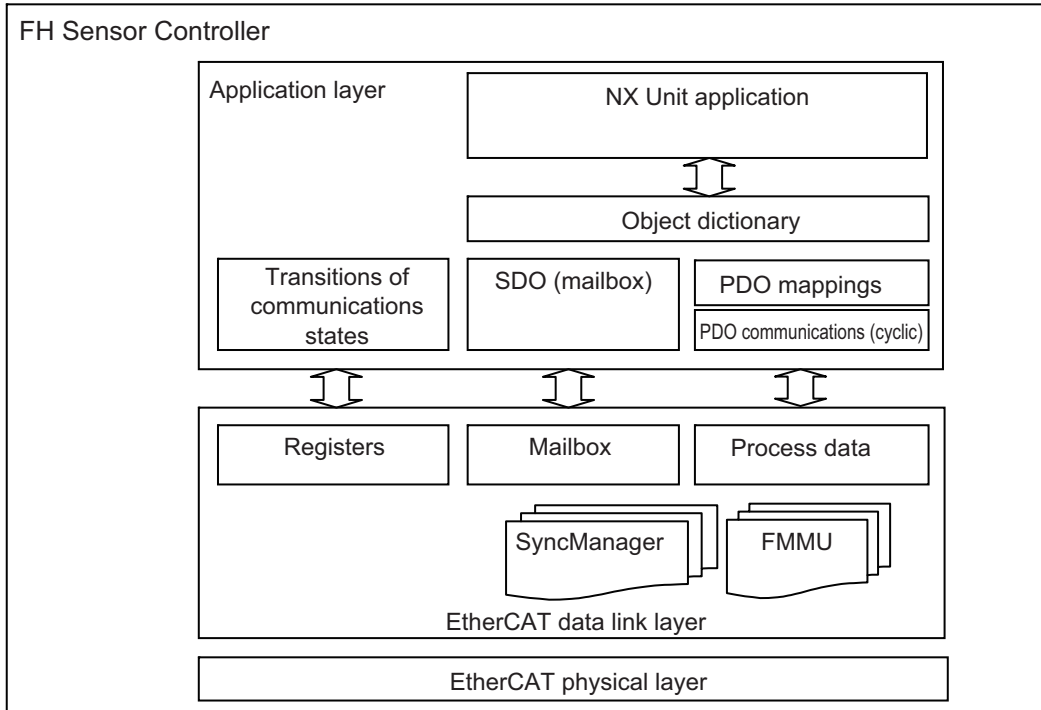 FH Sensor Controller
Application layer
NX Unit application
Object dictionary
Transitions of
communications
states
SDO (mailbox)
PDO mappings
PDO communications (cyclic)
Registers
Mailbox
Process data
SyncManager
FMMU
EtherCAT data link layer
EtherCAT physical layer